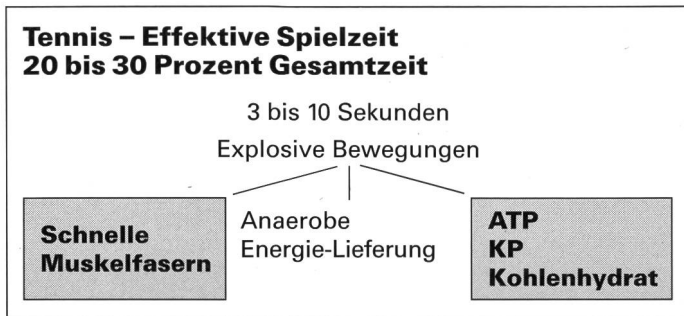 Tennis – Effektive Spielzeit
20 bis 30 Prozent Gesamtzeit
3 bis 10 Sekunden
Explosive Bewegungen
Schnelle
Muskelfasern
Anaerobe
Energie-Lieferung
ATP
KP
Kohlenhydrat